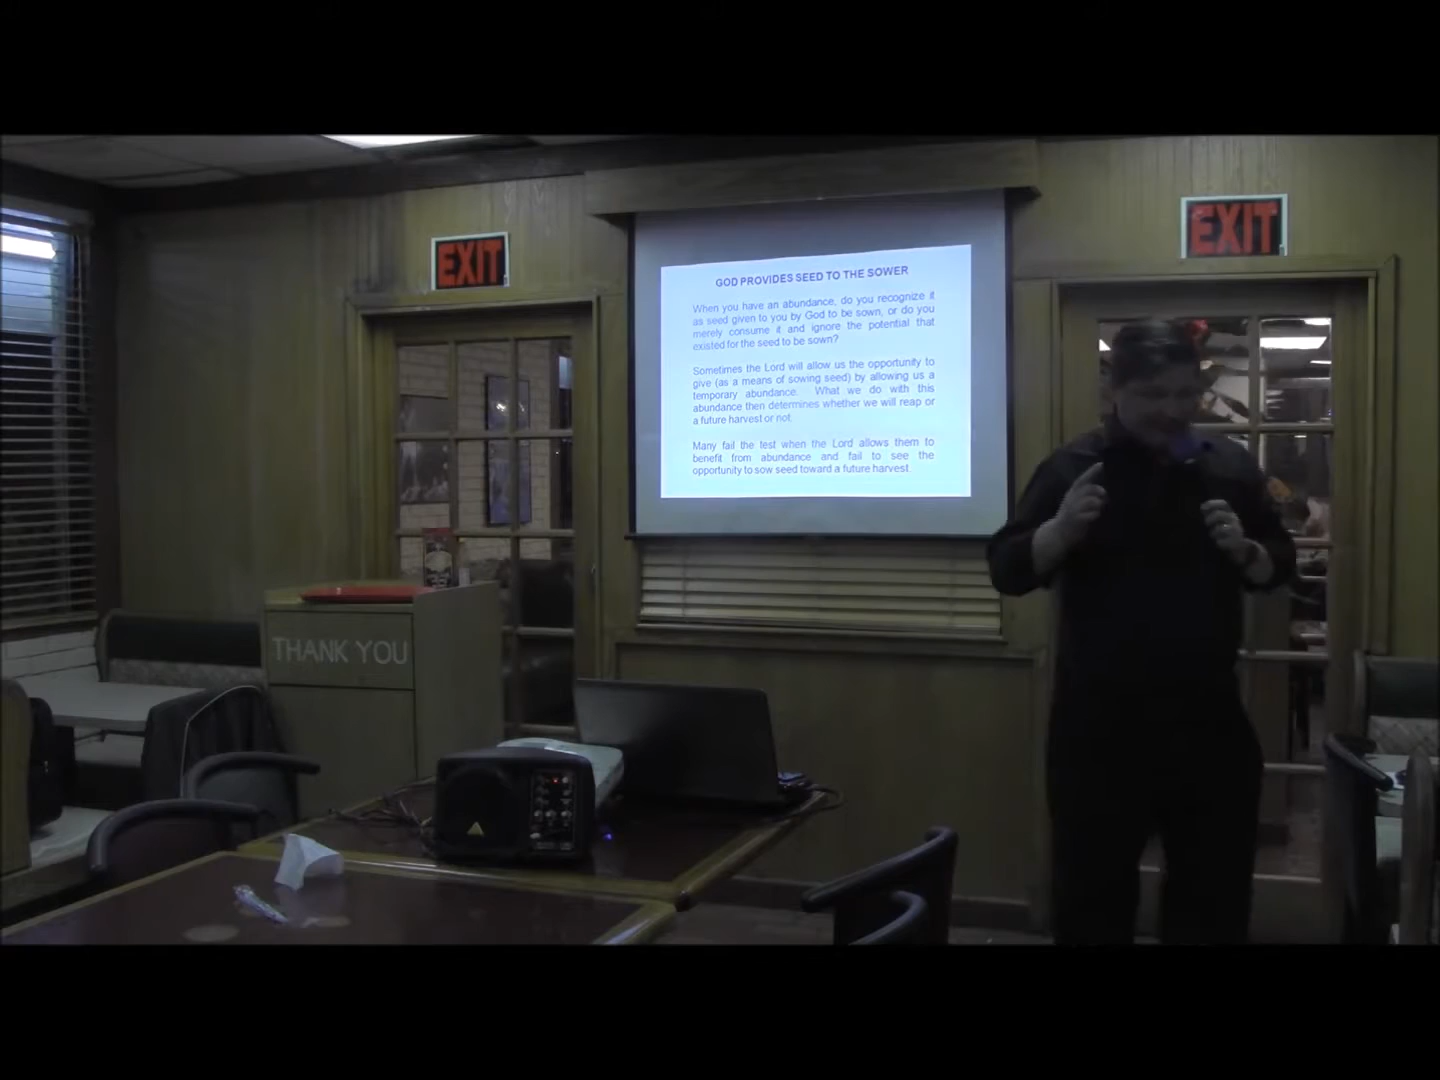 EXIT
EXIT
GOD PROVIDES SEED TO THE SOWER
When you have an abundance, do you recognize it
as seed given to you by God to be sown, or do you
merely consume it and ignore the potential that
existed for the seed to be sown?
Sometimes the Lord will allow us the opportunity to
give (as a means of sowing seed) by allowing us a
temporary abundance. What we do with this
abundance then determines whether we will reap or
a future harvest or not.
Many fail the test when the Lord allows them to
benefit from abundance and fail to see the
opportunity to sow seed toward a future harvest.
THANK YOU